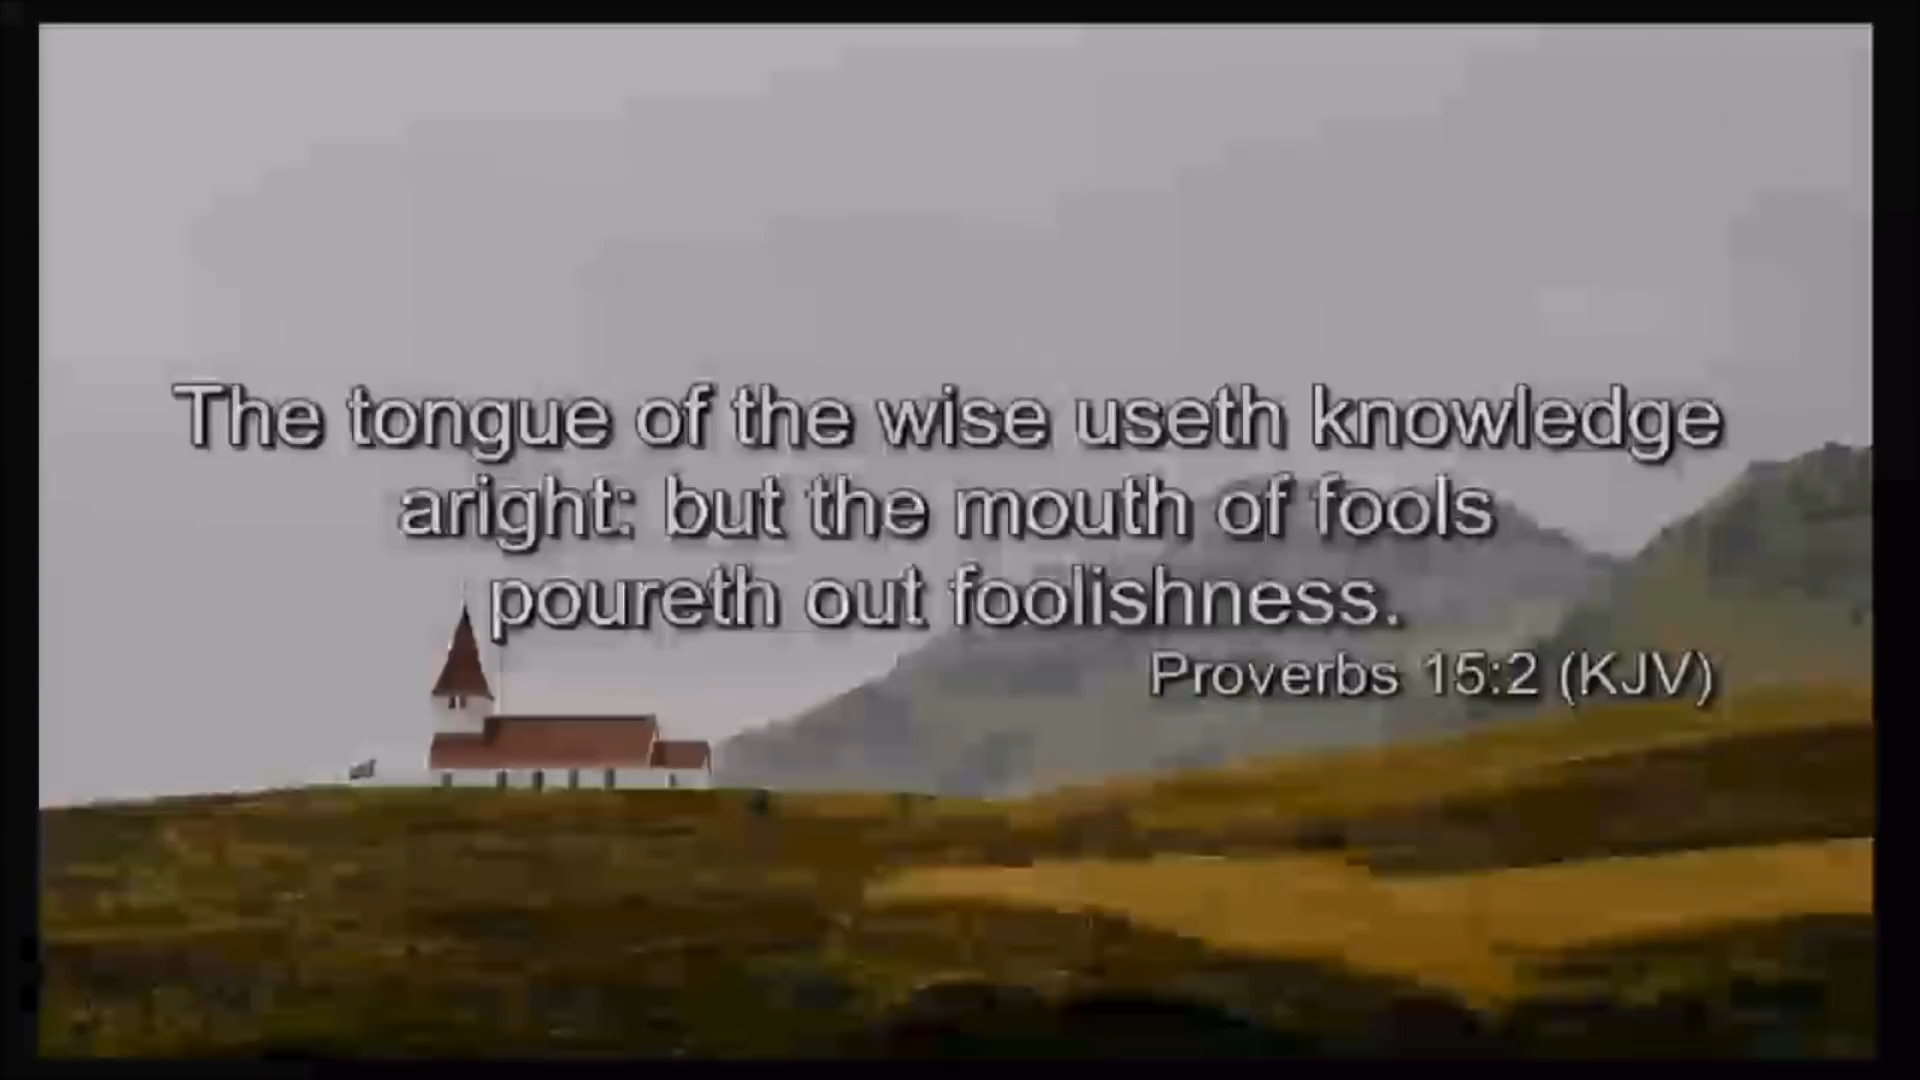 The tongue of the wise useth knowledge
aright: but the mouth of fools
poureth out foolishness.
Proverbs 15:2 (KJV)